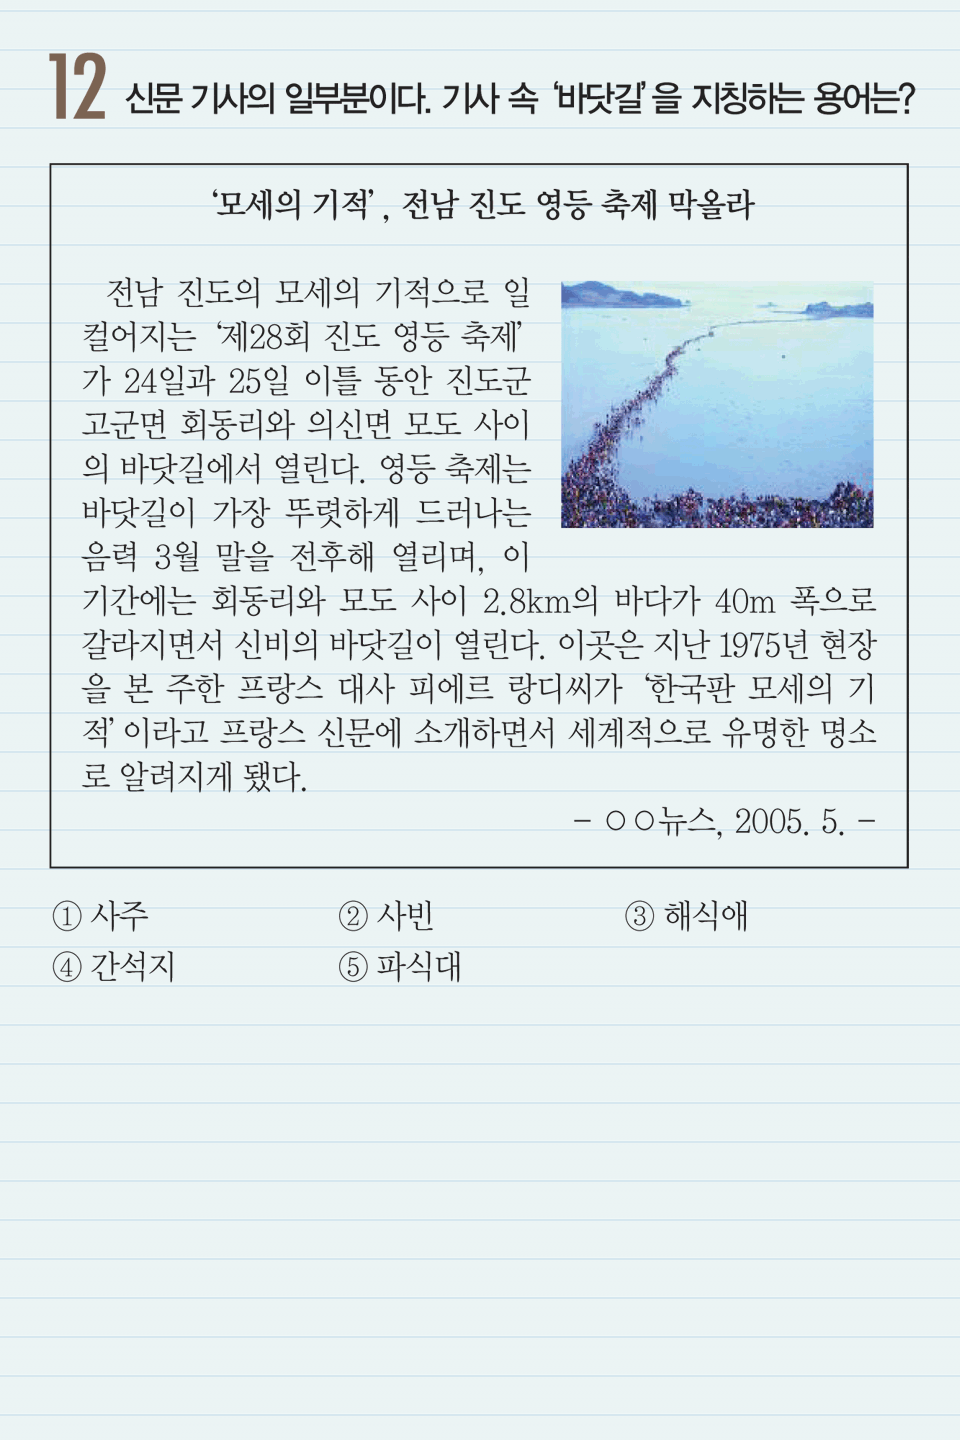 12 신문 기사의 일부분이다. 기사 속 ‘바닷길’을 지칭하는 용어는?
‘모세의 기적’, 전남 진도 영등 축제 막올라
전남 진도의 모세의 기적으로 일
컬어지는 ‘제28회 진도 영등 축제’
가 24일과 25일 이틀 동안 진도군
고군면 회동리와 의신면 모도 사이
의 바닷길에서 열린다. 영등 축제는
바닷길이 가장 뚜렷하게 드러나는
음력 3월 말을 전후해 열리며, 이
기간에는 회동리와 모도 사이 2.8km의 바다가 40m 폭으로
갈라지면서 신비의 바닷길이 열린다. 이곳은 지난 1975년 현장
을 본 주한 프랑스 대사 피에르 랑디씨가 ‘한국판 모세의 기
적’이라고 프랑스 신문에 소개하면서 세계적으로 유명한 명소
로 알려지게 됐다.
- ○○뉴스, 2005. 5. -
① 사주 ② 사빈 ③ 해식애
④ 간석지 ⑤ 파식대